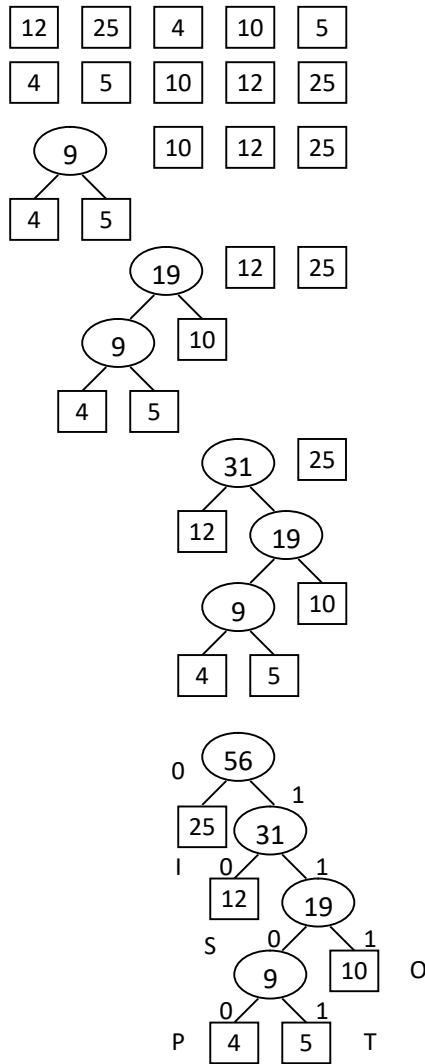 12 25 4 10 5
4 5 10 12 25
9 10 12 25
4 5
19 12 25
9 10
4 5
31 25
12 19
9 10
4 5
56
0 1
25 31
I 0 1
12 19
S 0 1
9 10 O
0 1
P 4 5 T